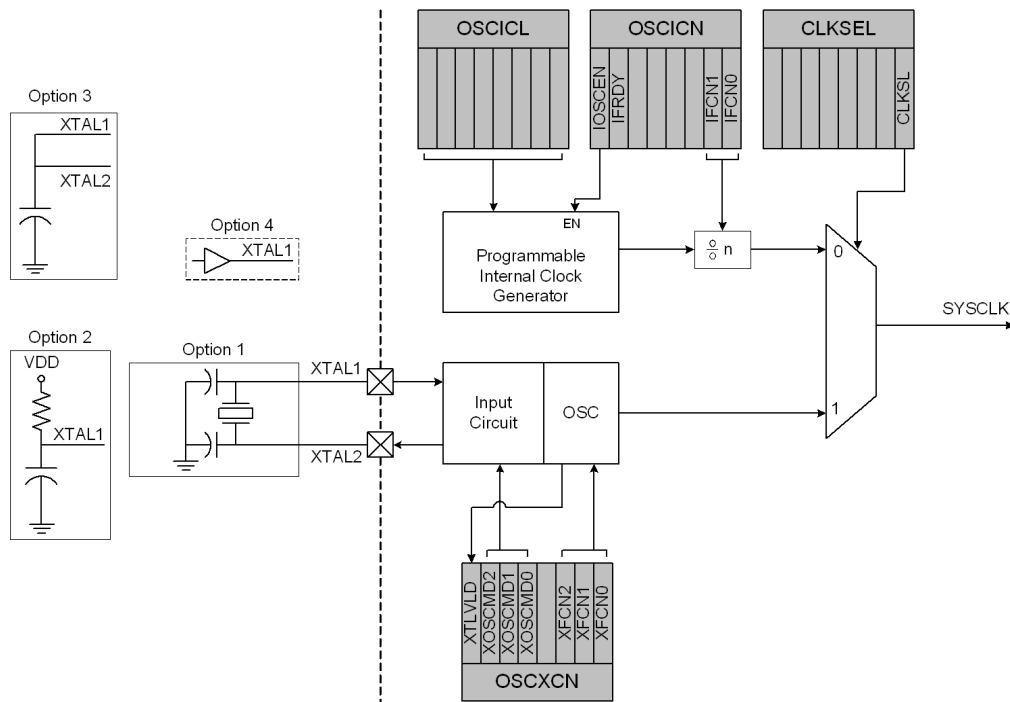 OSCICL
OSCICN
CLKSEL
IOSCEN
IFRDY
IFCN1
IFCN0
CLKSL
Option 3
XTAL1
XTAL2
Option 4
XTAL1
EN
Programmable
Internal Clock
Generator
n
0
SYSCLK
Option 2
VDD
XTAL1
Option 1
XTAL1
XTAL2
Input
Circuit
OSC
1
XTLVLD
XOSCMD2
XOSCMD1
XOSCMD0
XFCN2
XFCN1
XFCN0
OSCXCN